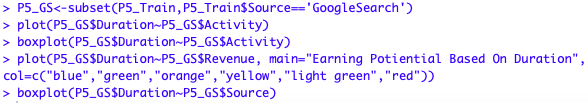 > P5_GS<-subset(P5_Train,P5_Train$Source=='GoogleSearch')
> plot(P5_GS$Duration~P5_GS$Activity)
> boxplot(P5_GS$Duration~P5_GS$Activity)
> plot(P5_GS$Duration~P5_GS$Revenue, main="Earning Potiential Based On Duration",
col=c("blue","green","orange","yellow","light green","red"))
> boxplot(P5_GS$Duration~P5_GS$Source)